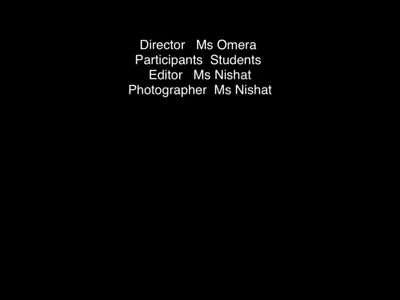 Director   Ms Omera
Participants  Students
Editor   Ms Nishat
Photographer  Ms Nishat